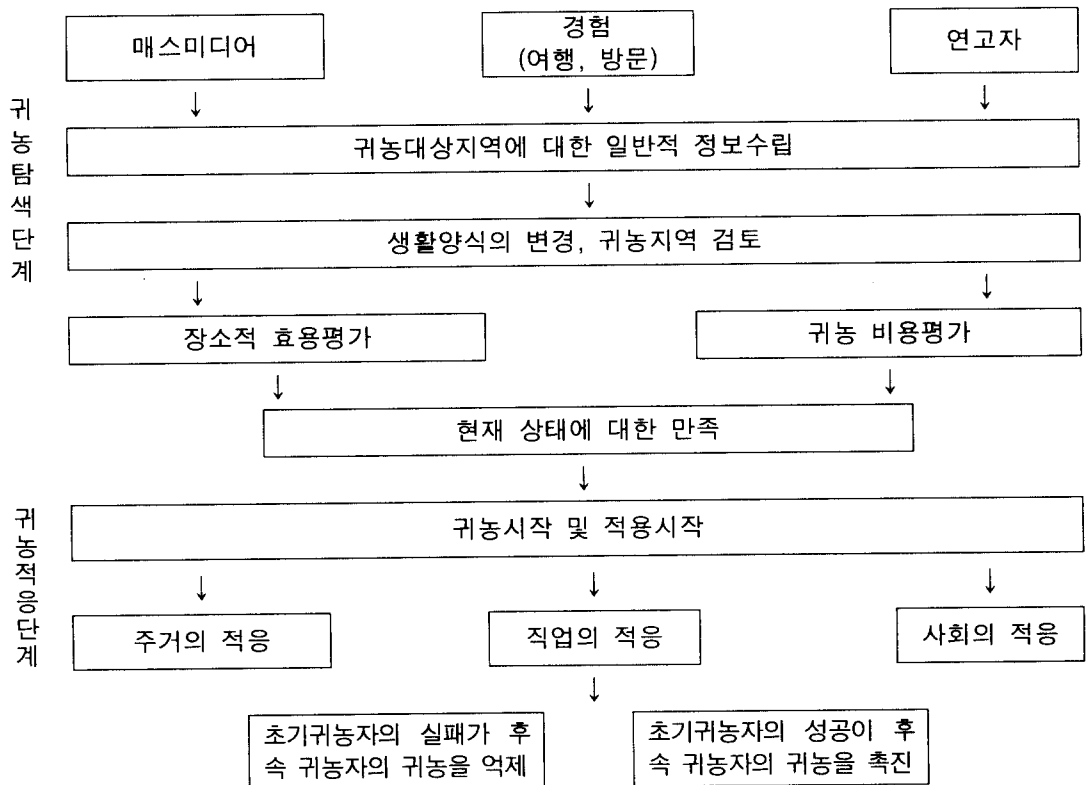 매스미디어
경험
(여행, 방문)
연고자
귀농탐색단계
귀농대상지역에 대한 일반적 정보수립
생활양식의 변경, 귀농지역 검토
장소적 효용평가
귀농 비용평가
현재 상태에 대한 만족
귀농적응단계
귀농시작 및 적용시작
주거의 적응
직업의 적응
사회의 적응
초기귀농자의 실패가 후
속 귀농자의 귀농을 억제
초기귀농자의 성공이 후
속 귀농자의 귀농을 촉진